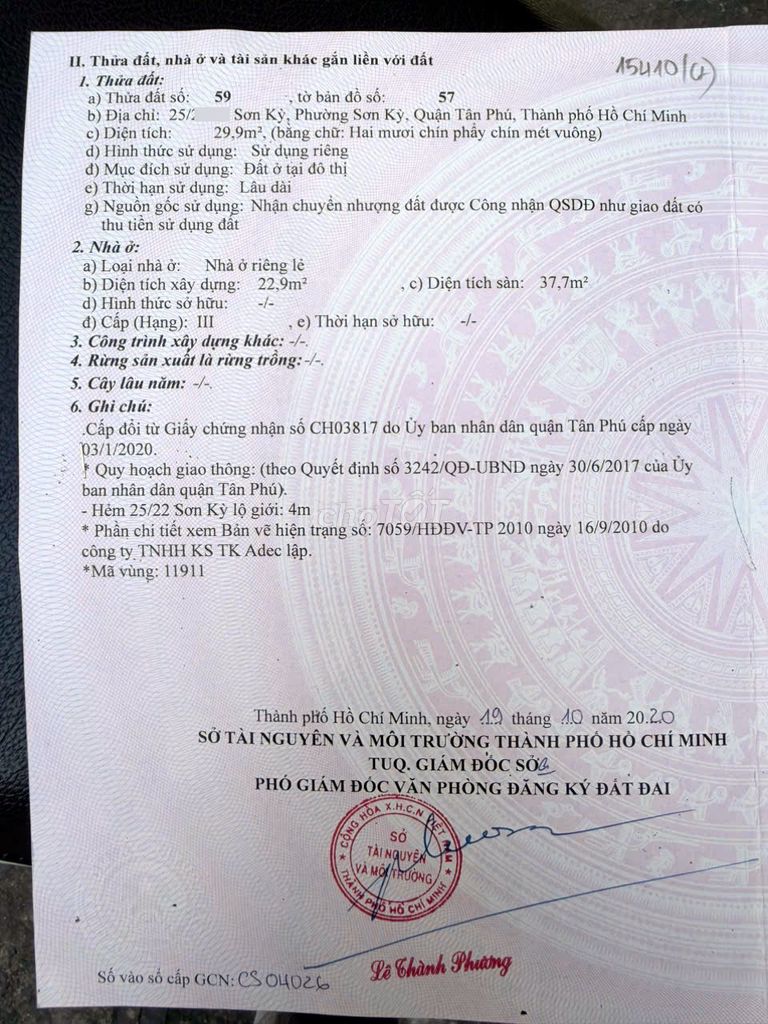 II. Thửa đất, nhà ở và tài sản khác gắn liền với đất
15410(4)
1. Thửa đất:
a) Thửa đất số: 59 , tờ bản đồ số: 57
b) Địa chỉ: 25/2 Sơn Kỳ, Phường Sơn Kỳ, Quận Tân Phú, Thành phố Hồ Chí Minh
c) Diện tích: 29,9m², (bằng chữ: Hai mươi chín phẩy chín mét vuông)
d) Hình thức sử dụng: Sử dụng riêng
đ) Mục đích sử dụng: Đất ở tại đô thị
e) Thời hạn sử dụng: Lâu dài
g) Nguồn gốc sử dụng: Nhận chuyển nhượng đất được Công nhận QSDĐ như giao đất có
thu tiền sử dụng đất
2. Nhà ở:
a) Loại nhà ở: Nhà ở riêng lẻ
b) Diện tích xây dựng: 22,9m² , c) Diện tích sàn: 37,7m²
d) Hình thức sở hữu: -/-
đ) Cấp (Hạng): III , e) Thời hạn sở hữu: -/-
3. Công trình xây dựng khác: -/-.
4. Rừng sản xuất là rừng trồng:-/-.
5. Cây lâu năm: -/-.
6. Ghi chú:
Cấp đổi từ Giấy chứng nhận số CH03817 do Ủy ban nhân dân quận Tân Phú cấp ngày
03/1/2020.
* Quy hoạch giao thông: (theo Quyết định số 3242/QĐ-UBND ngày 30/6/2017 của Ủy
ban nhân dân quận Tân Phú).
- Hẻm 25/22 Sơn Kỳ lộ giới: 4m
chợTỐT
* Phần chi tiết xem Bản vẽ hiện trạng số: 7059/HĐĐV-TP 2010 ngày 16/9/2010 do
công ty TNHH KS TK Adec lập.
*Mã vùng: 11911
Thành phố Hồ Chí Minh, ngày 19 tháng 10 năm 2020
SỞ TÀI NGUYÊN VÀ MÔI TRƯỜNG THÀNH PHỐ HỒ CHÍ MINH
TUQ. GIÁM ĐỐC SỞ
PHÓ GIÁM ĐỐC VĂN PHÒNG ĐĂNG KÝ ĐẤT ĐAI
CỘNG HÒA X.H.C.N VIỆT NAM
SỞ
TÀI NGUYÊN
VÀ MÔI TRƯỜNG
THÀNH PHỐ HỒ CHÍ MINH
Lê Thành Phương
Số vào sổ cấp GCN: CS04026